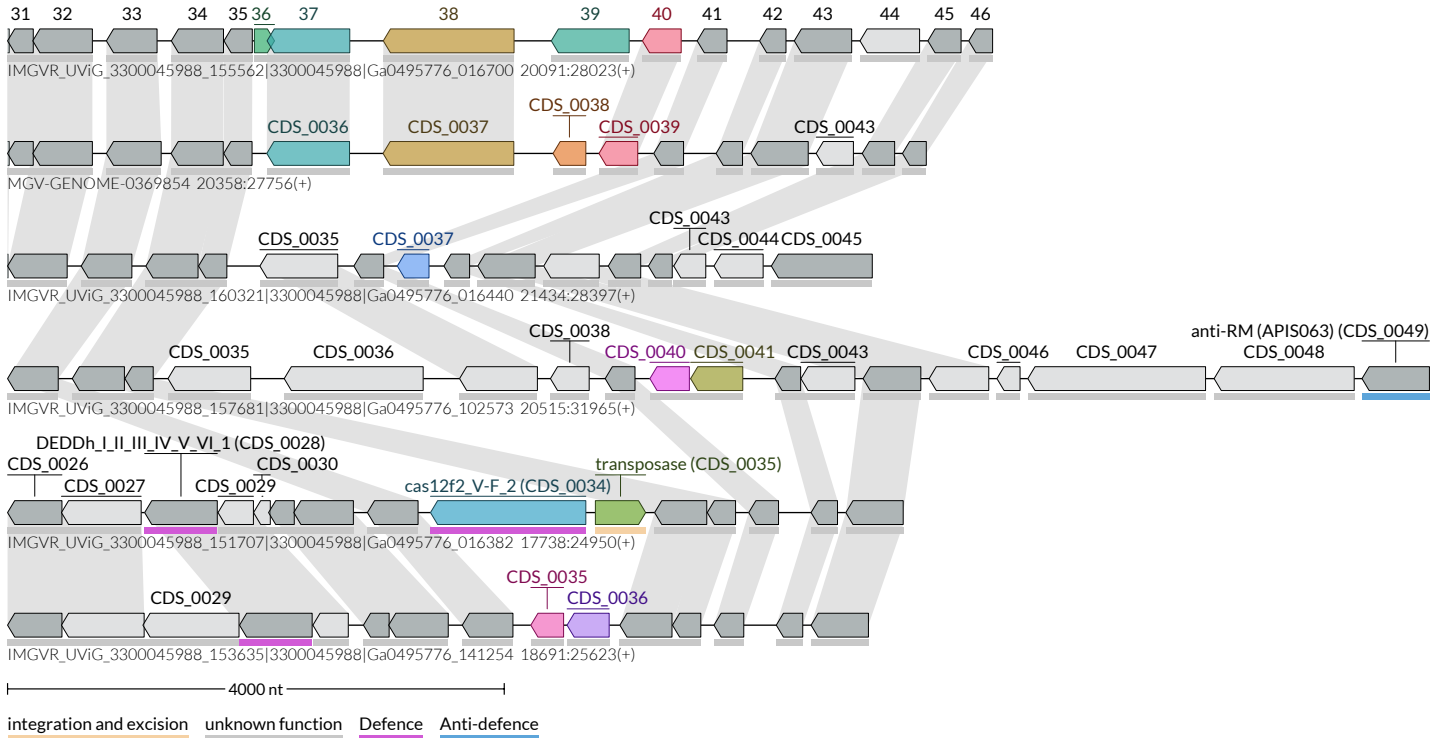 31 32 33 34 35 36 37 38 39 40 41 42 43 44 45 46
IMGVR_UViG_3300045988_155562|3300045988|Ga0495776_016700 20091:28023(+)
CDS_0038
CDS_0036 CDS_0037 CDS_0039 CDS_0043
MGV-GENOME-0369854 20358:27756(+)
CDS_0043
CDS_0035 CDS_0037 CDS_0044 CDS_0045
IMGVR_UViG_3300045988_160321|3300045988|Ga0495776_016440 21434:28397(+)
CDS_0038 anti-RM (APIS063) (CDS_0049)
CDS_0035 CDS_0036 CDS_0040 CDS_0041 CDS_0043 CDS_0046 CDS_0047 CDS_0048
IMGVR_UViG_3300045988_157681|3300045988|Ga0495776_102573 20515:31965(+)
DEDDh_I_II_III_IV_V_VI_1 (CDS_0028)
CDS_0026 CDS_0030 transposase (CDS_0035)
CDS_0027 CDS_0029 cas12f2_V-F_2 (CDS_0034)
IMGVR_UViG_3300045988_151707|3300045988|Ga0495776_016382 17738:24950(+)
CDS_0035
CDS_0029 CDS_0036
IMGVR_UViG_3300045988_153635|3300045988|Ga0495776_141254 18691:25623(+)
4000 nt
integration and excision unknown function Defence Anti-defence